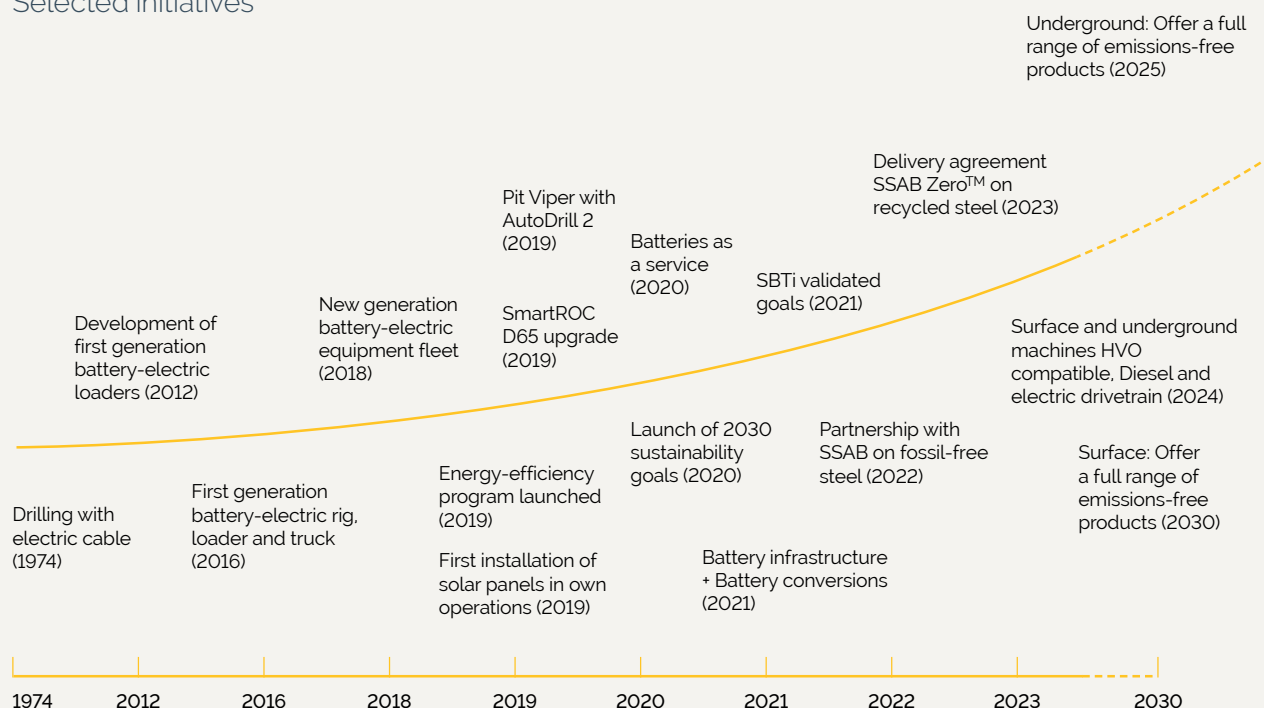 Selected initiatives
Underground: Offer a full
range of emissions-free
products (2025)
Delivery agreement
SSAB Zero™ on
recycled steel (2023)
Pit Viper with
AutoDrill 2
(2019)
Batteries as
a service
(2020)
SBTi validated
goals (2021)
New generation
battery-electric
equipment fleet
(2018)
SmartROC
D65 upgrade
(2019)
Development of
first generation
battery-electric
loaders (2012)
Surface and underground
machines HVO
compatible, Diesel and
electric drivetrain (2024)
Launch of 2030
sustainability
goals (2020)
Partnership with
SSAB on fossil-free
steel (2022)
Surface: Offer
a full range of
emissions-free
products (2030)
Energy-efficiency
program launched
(2019)
First generation
battery-electric rig,
loader and truck
(2016)
Drilling with
electric cable
(1974)
First installation of
solar panels in own
operations (2019)
Battery infrastructure
+ Battery conversions
(2021)
1974 2012 2016 2018 2019 2020 2021 2022 2023 2030